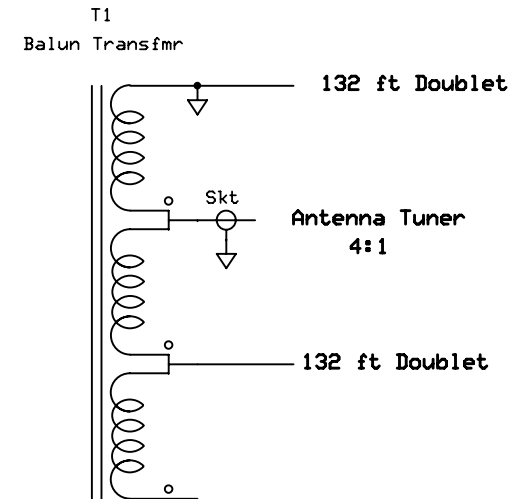 T1
Balun Transfmr
132 ft Doublet
Skt
Antenna Tuner
4:1
132 ft Doublet